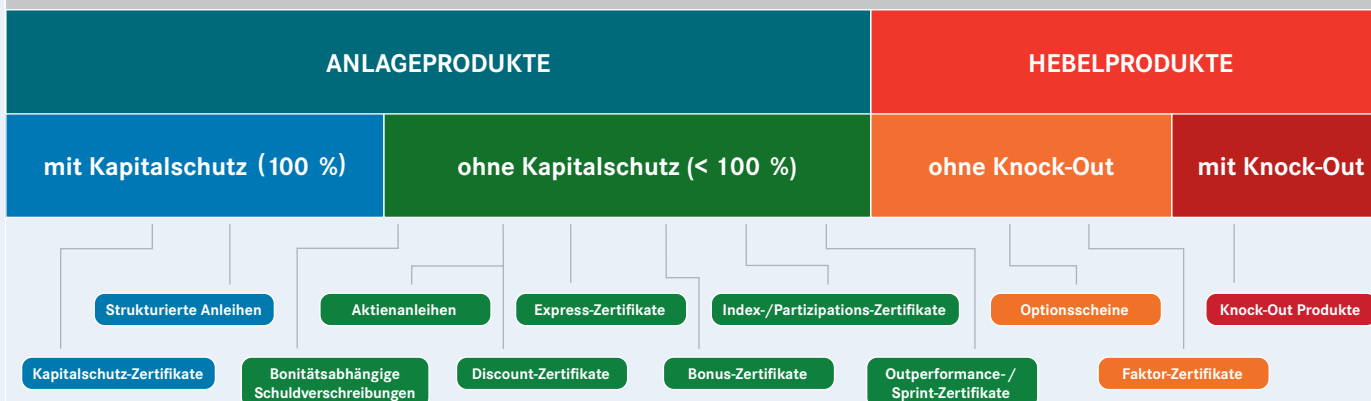 ANLAGEPRODUKTE
HEBELPRODUKTE
mit Kapitalschutz (100 %)
ohne Kapitalschutz (< 100 %)
ohne Knock-Out
mit Knock-Out
Strukturierte Anleihen
Aktienanleihen
Express-Zertifikate
Index-/Partizipations-Zertifikate
Optionsscheine
Knock-Out Produkte
Kapitalschutz-Zertifikate
Bonitätsabhängige
Schuldverschreibungen
Discount-Zertifikate
Bonus-Zertifikate
Outperformance-/
Sprint-Zertifikate
Faktor-Zertifikate